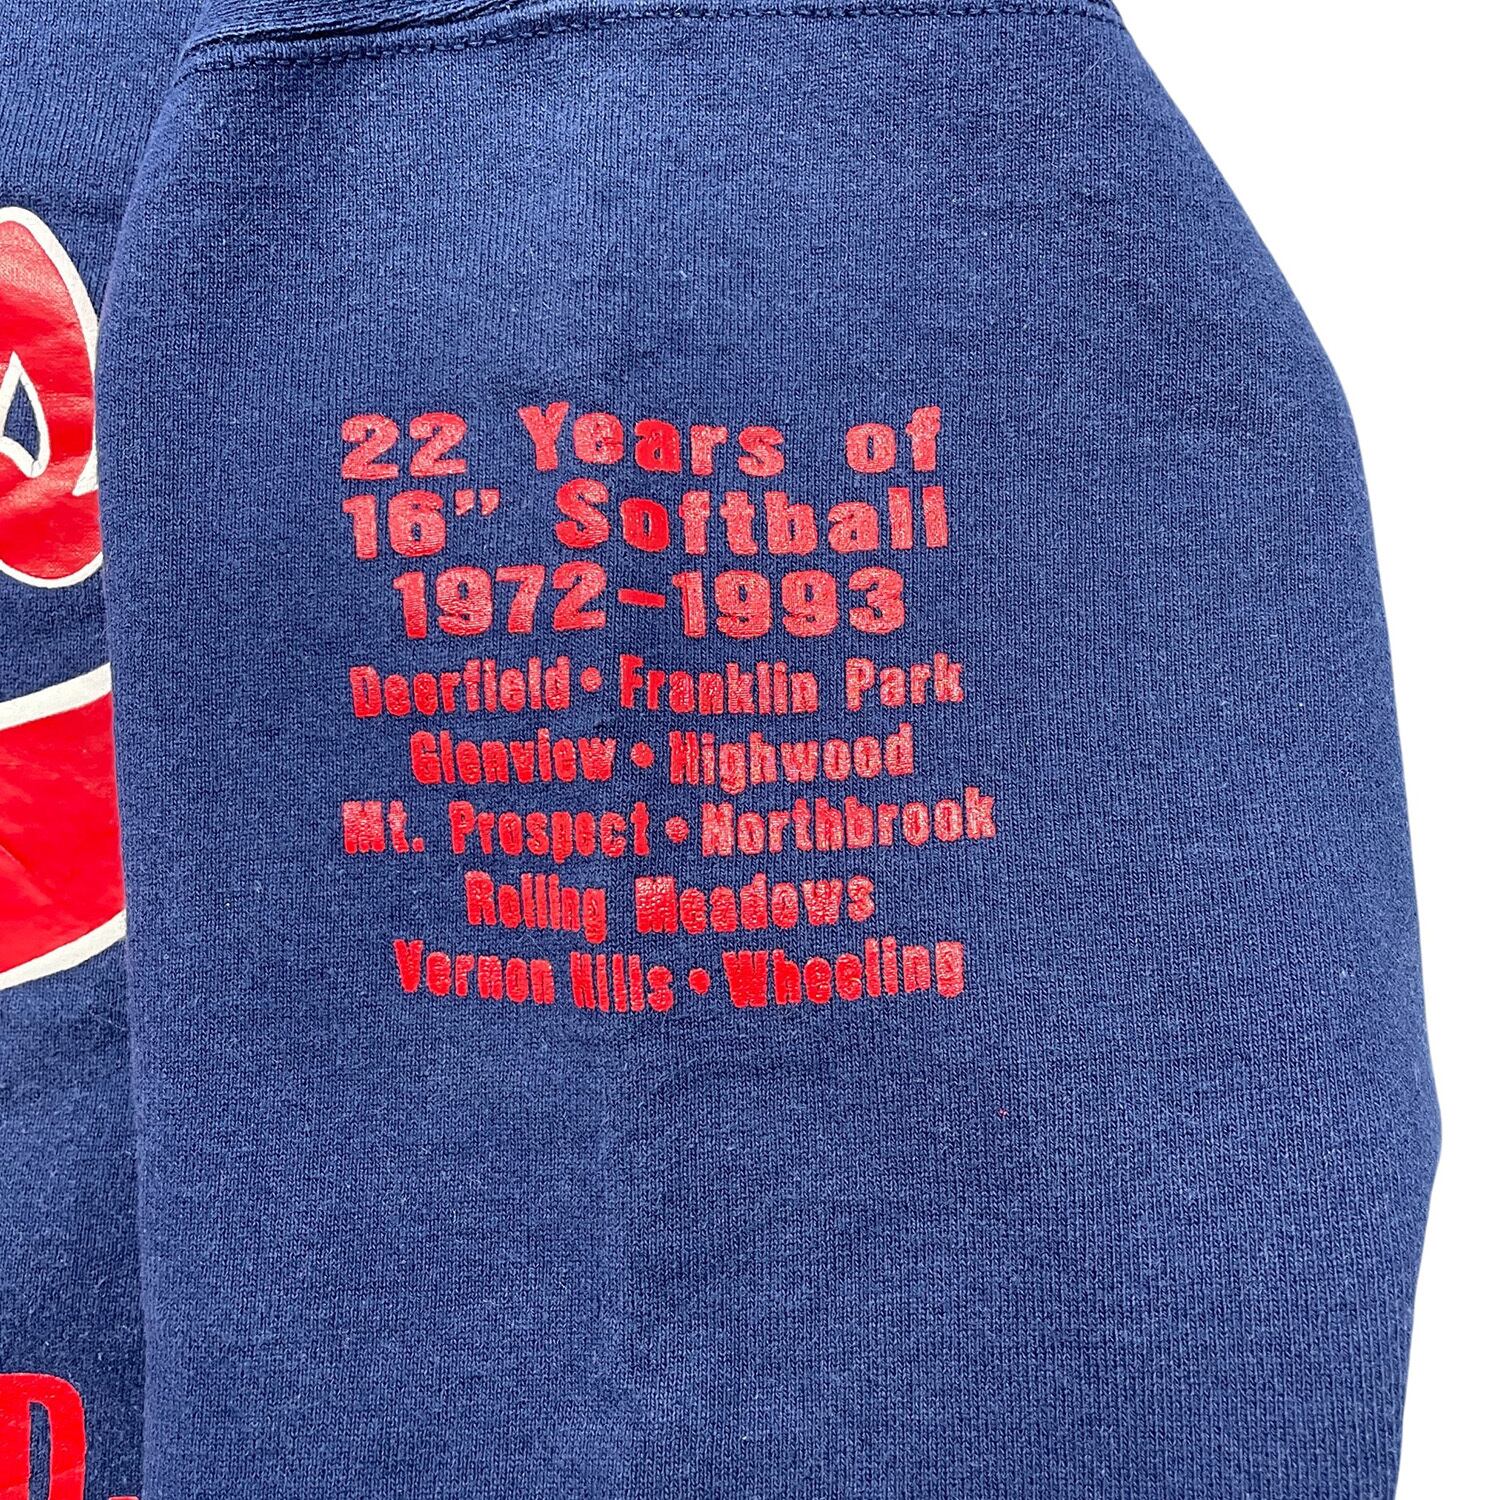 22 Years of
16” Softball
1972-1993
Deerfield • Franklin Park
Glenview • Highwood
Mt. Prospect • Northbrook
Rolling Meadows
Vernon Hills • Wheeling